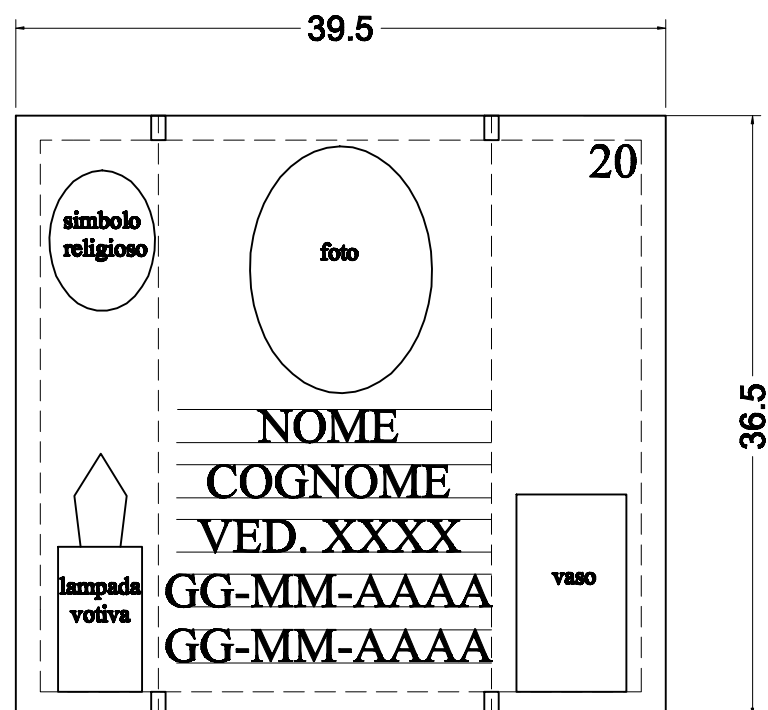 39.5
20
simbolo
religioso
foto
36.5
NOME
COGNOME
VED. XXXX
GG-MM-AAAA
GG-MM-AAAA
lampada
votiva
vaso